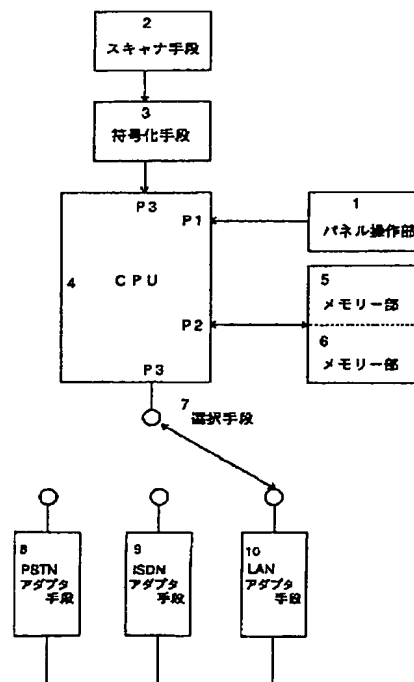 2
スキャナ手段
3
符号化手段
P3
P1
1
パネル操作部
4
CPU
5
メモリー部
P2
6
メモリー部
P3
7
選択手段
8
PSTN
アダプタ
手段
9
ISDN
アダプタ
手段
10
LAN
アダプタ
手段